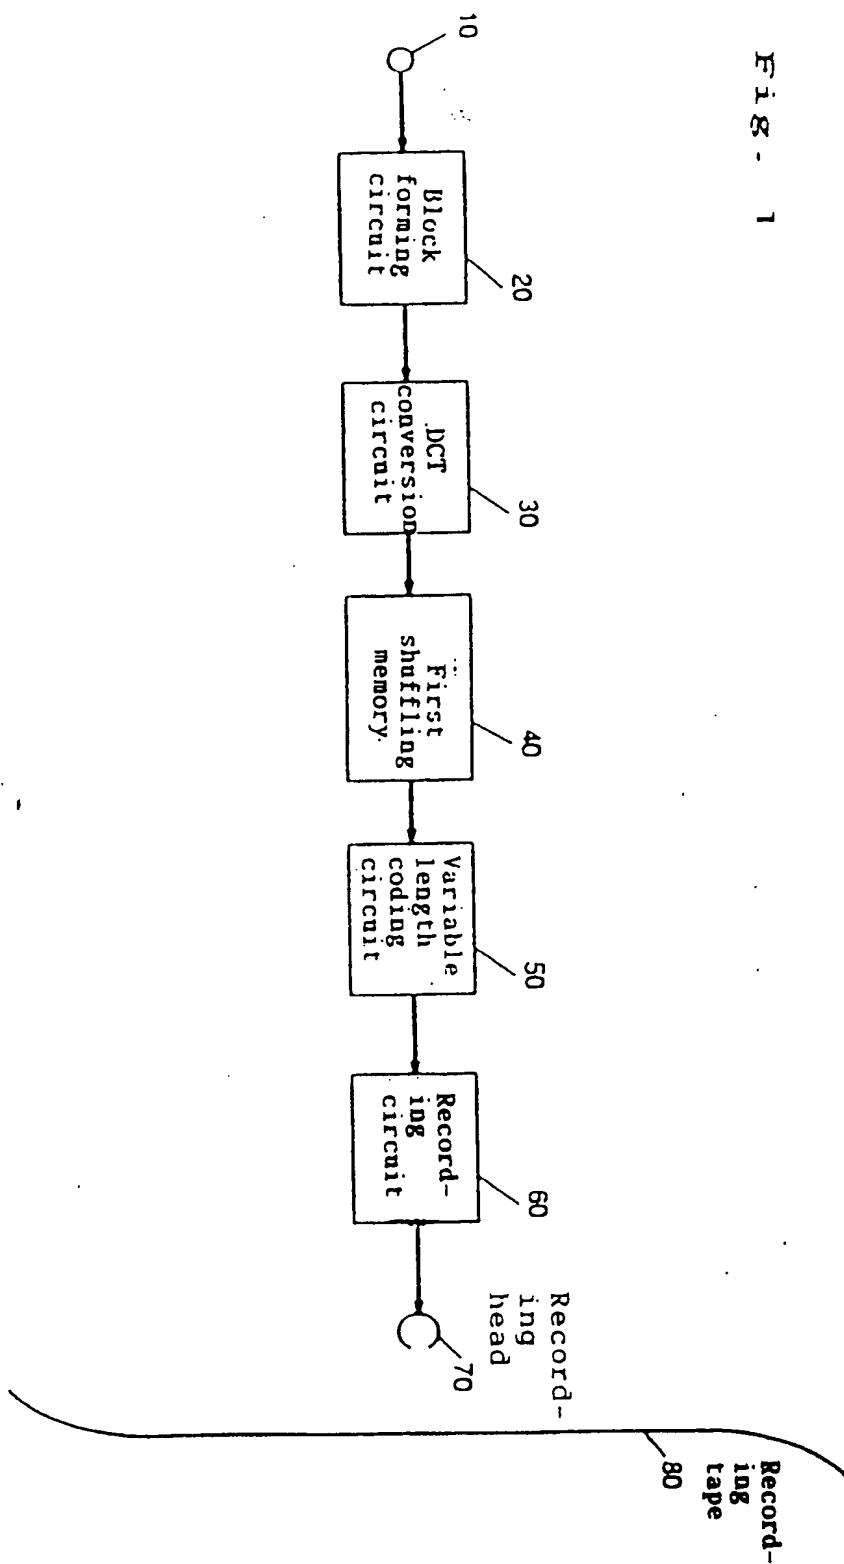 Fig. 1
10
Block
forming
circuit
20
DCT
conversion
circuit
30
First
shuffling
memory
40
Variable
length
coding
circuit
50
Record-
ing
circuit
60
Record-
ing
head
70
Record-
ing
tape
80